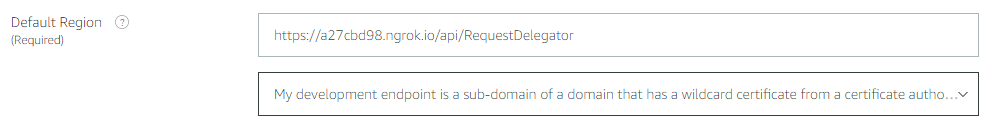 Default Region ?
(Required)
https://a27cbd98.ngrok.io/api/RequestDelegator
My development endpoint is a sub-domain of a domain that has a wildcard certificate from a certificate autho...